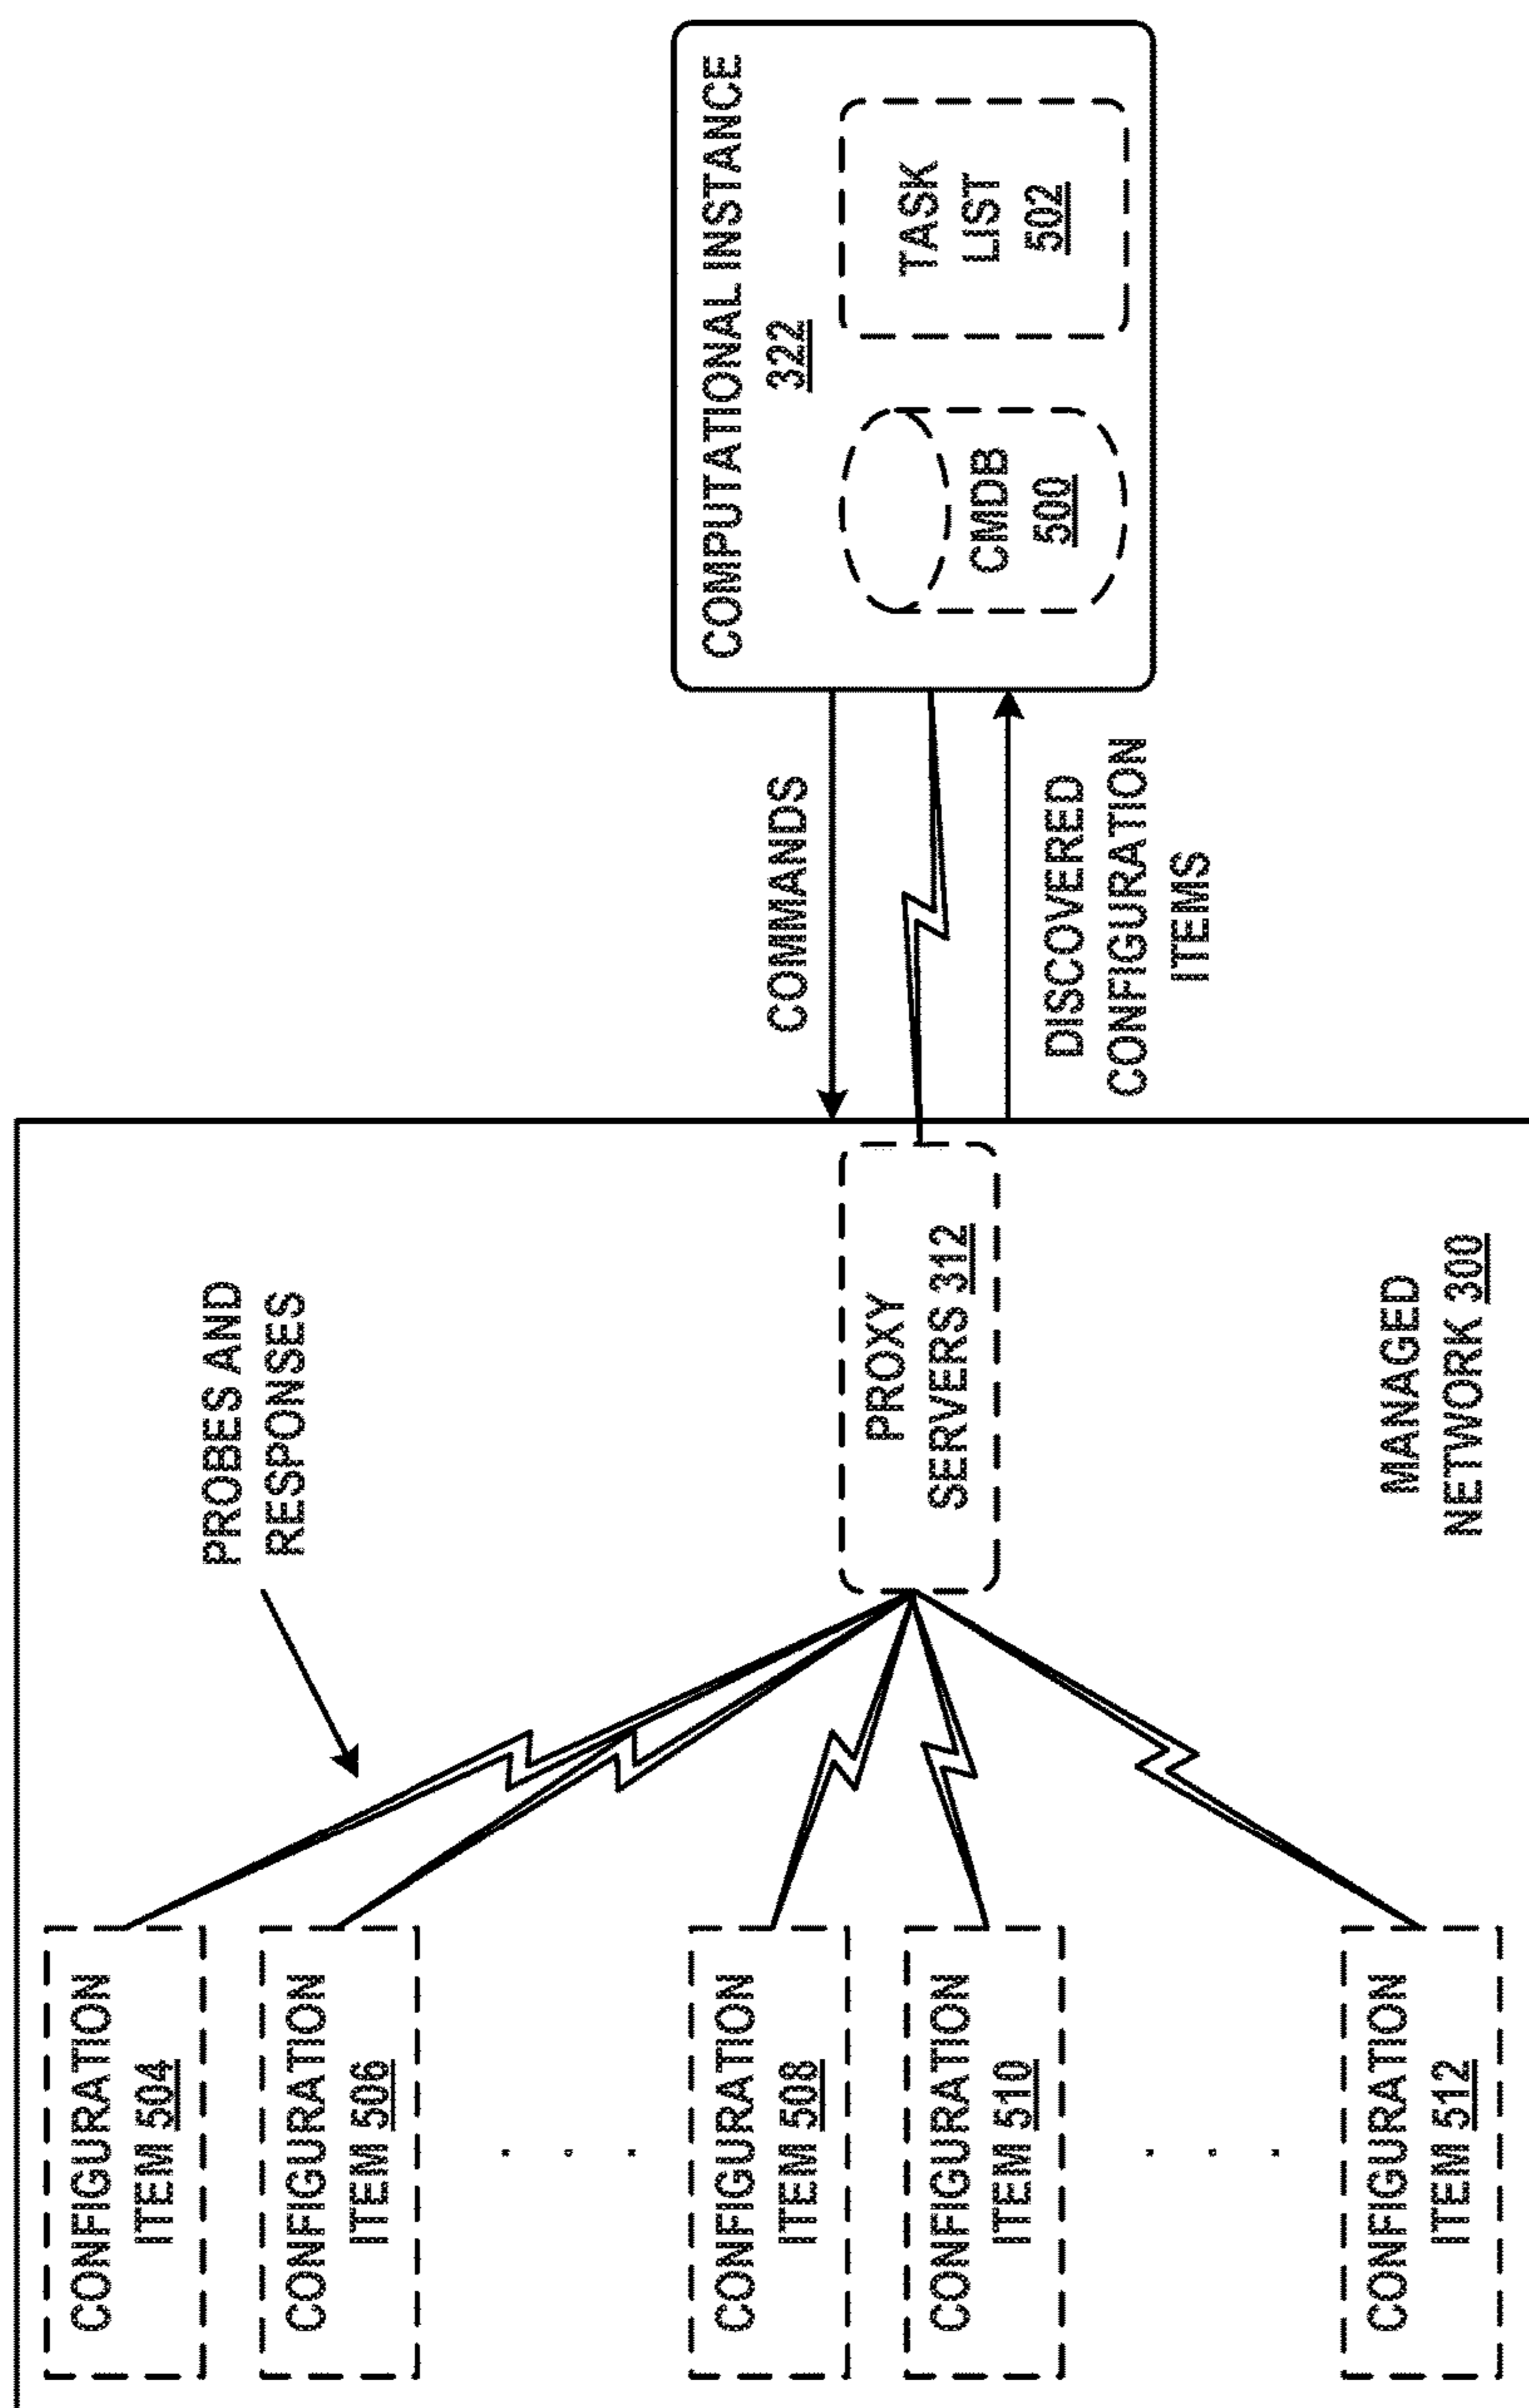 COMPUTATIONAL INSTANCE
322
CMDB
500
TASK
LIST
502
COMMANDS
DISCOVERED
CONFIGURATION
ITEMS
PROBES AND
RESPONSES
PROXY
SERVERS 312
MANAGED
NETWORK 300
CONFIGURATION
ITEM 504
CONFIGURATION
ITEM 506
CONFIGURATION
ITEM 508
CONFIGURATION
ITEM 510
CONFIGURATION
ITEM 512